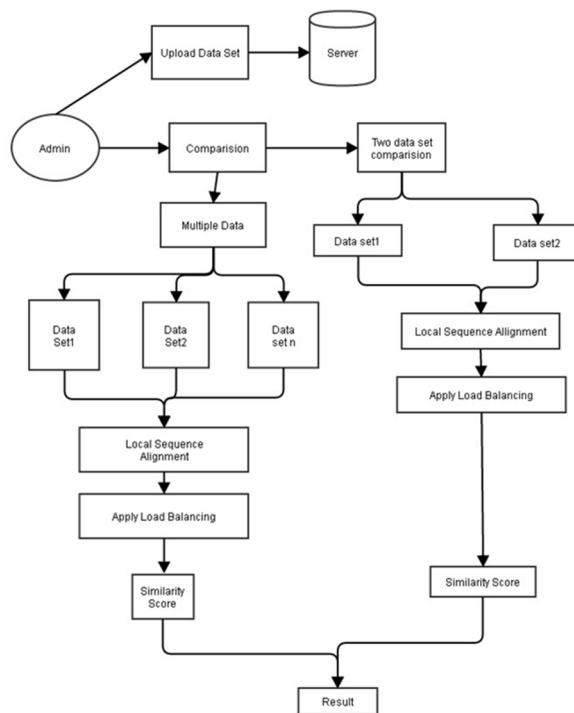 Upload Data Set
Server
Admin
Comparision
Two data set
comparision
Multiple Data
Data set1
Data set2
Data
Set1
Data
Set2
Data
set n
Local Sequence Allignment
Apply Load Balancing
Local Sequence
Alignment
Apply Load Balancing
Similarity
Score
Similarity Score
Result